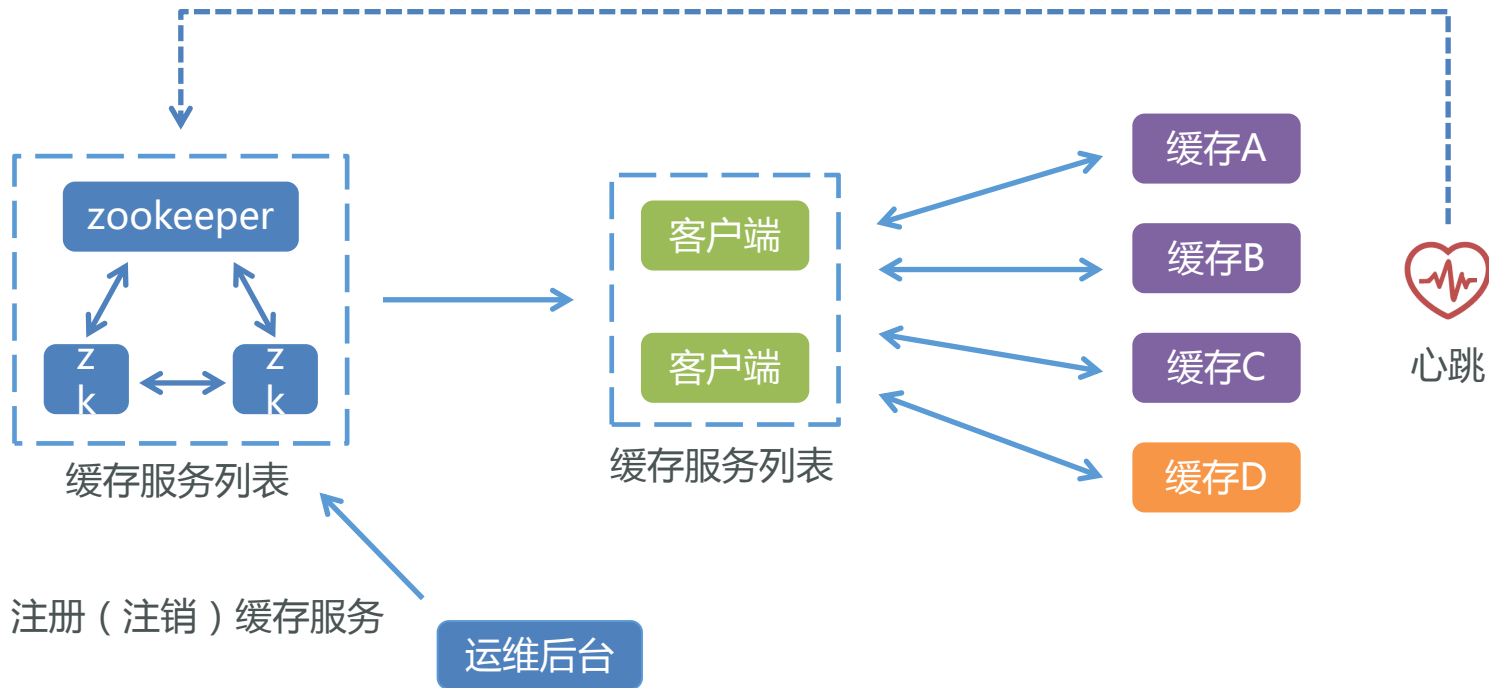 zookeeper
z
k
z
k
缓存服务列表
注册（注销）缓存服务
运维后台
客户端
客户端
缓存服务列表
缓存A
缓存B
缓存C
缓存D
心跳